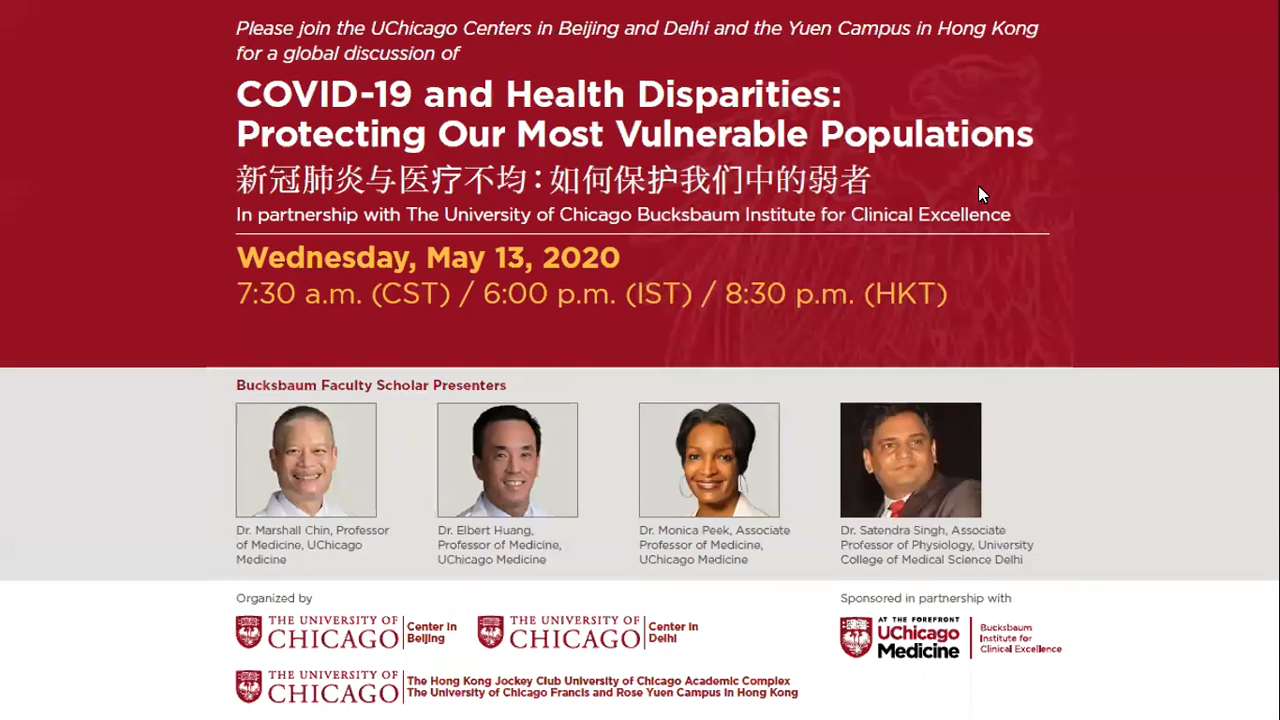 Please join the UChicago Centers in Beijing and Delhi and the Yuen Campus in Hong Kong
for a global discussion of
COVID-19 and Health Disparities:
Protecting Our Most Vulnerable Populations
新冠肺炎与医疗不均：如何保护我们中的弱者
In partnership with The University of Chicago Bucksbaum Institute for Clinical Excellence
Wednesday, May 13, 2020
7:30 a.m. (CST) / 6:00 p.m. (IST) / 8:30 p.m. (HKT)
Bucksbaum Faculty Scholar Presenters
Dr. Marshall Chin, Professor
of Medicine, UChicago
Medicine
Dr. Elbert Huang,
Professor of Medicine,
UChicago Medicine
Dr. Monica Peek, Associate
Professor of Medicine,
UChicago Medicine
Dr. Satendra Singh, Associate
Professor of Physiology, University
College of Medical Science Delhi
Organized by
THE UNIVERSITY OF
CHICAGO
Center in
Beijing
THE UNIVERSITY OF
CHICAGO
Center in
Delhi
THE UNIVERSITY OF
CHICAGO
The Hong Kong Jockey Club University of Chicago Academic Complex
The University of Chicago Francis and Rose Yuen Campus in Hong Kong
Sponsored in partnership with
AT THE FOREFRONT
UChicago
Medicine
Bucksbaum
Institute for
Clinical Excellence